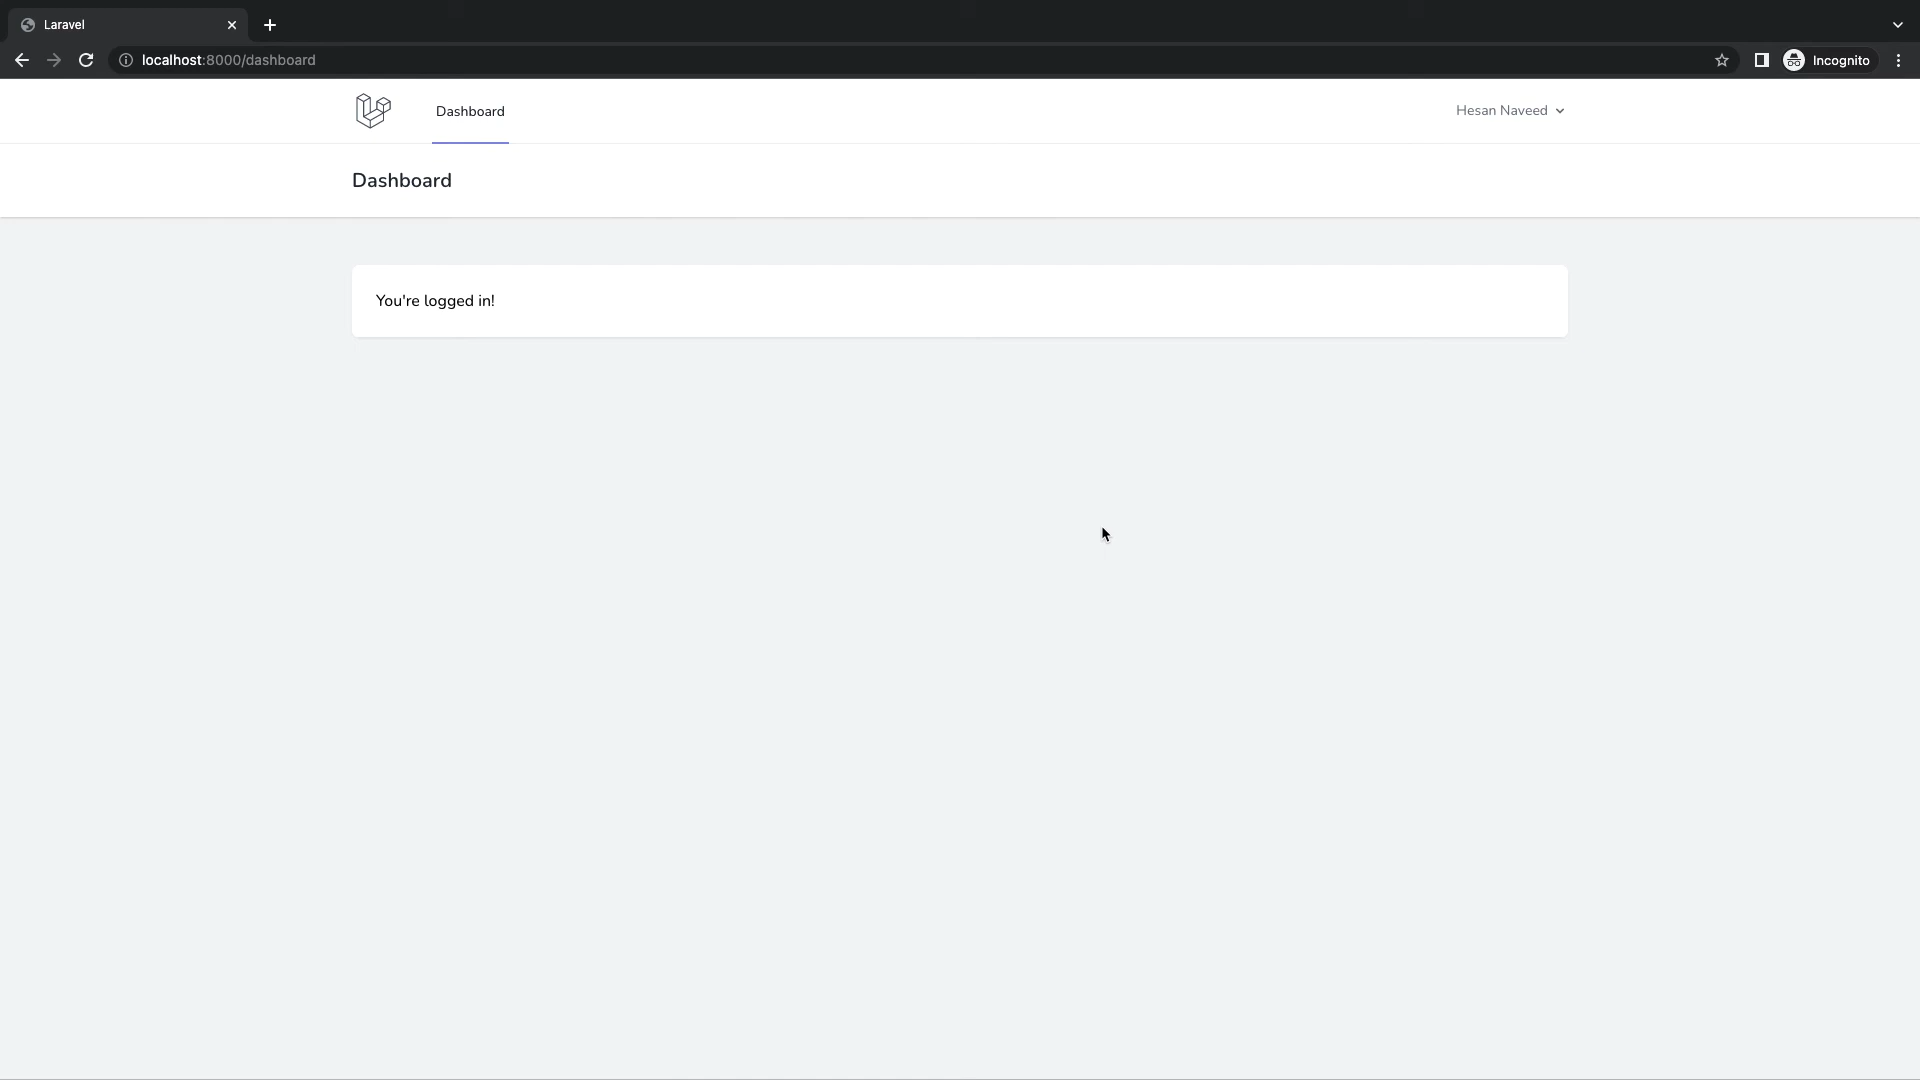 Laravel
localhost:8000/dashboard
Incognito
Dashboard
Hesan Naveed
Dashboard
You're logged in!